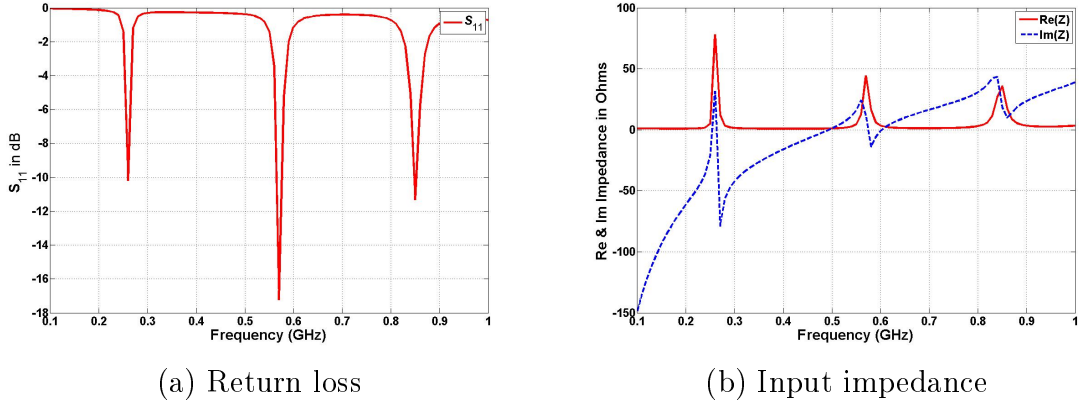 0
-2
-4
-6
-8
-10
-12
-14
-16
-18
S11 in dB
S11
0.1 0.2 0.3 0.4 0.5 0.6 0.7 0.8 0.9 1
Frequency (GHz)
(a) Return loss
100
50
0
-50
-100
-150
Re & Im Impedance in Ohms
Re(Z)
Im(Z)
0.1 0.2 0.3 0.4 0.5 0.6 0.7 0.8 0.9 1
Frequency (GHz)
(b) Input impedance